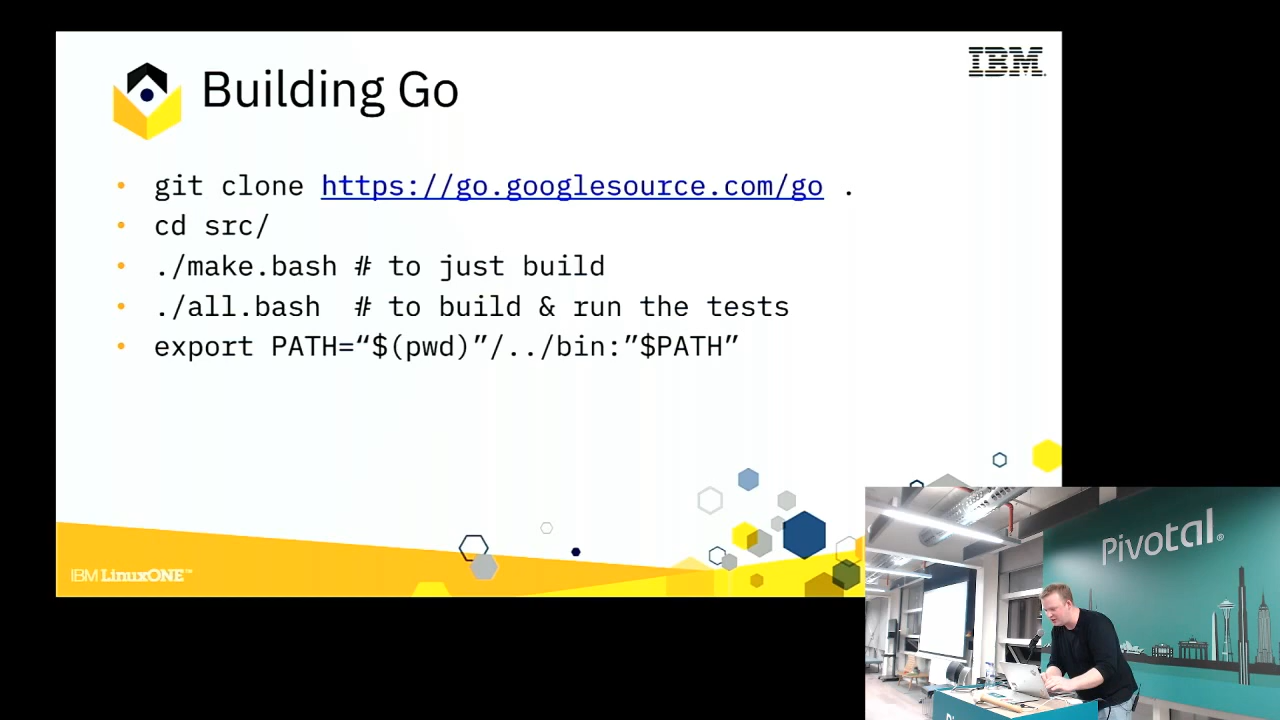 IBM
Building Go
• git clone https://go.googlesource.com/go .
• cd src/
• ./make.bash # to just build
• ./all.bash  # to build & run the tests
• export PATH=“$(pwd)”/../bin:”$PATH”
IBM LinuxONE™
Pivotal.